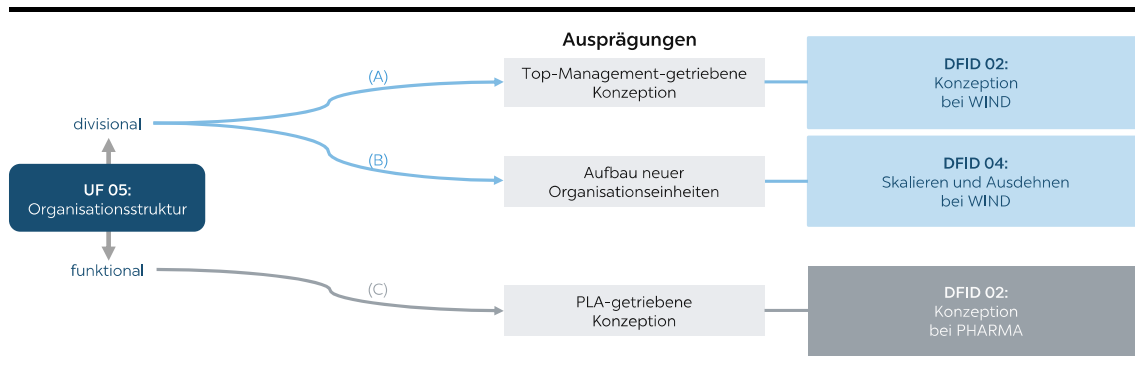 Ausprägungen
(A)
Top-Management-getriebene
Konzeption
DFID 02:
Konzeption
bei WIND
divisional
(B)
Aufbau neuer
Organisationseinheiten
DFID 04:
Skalieren und Ausdehnen
bei WIND
UF 05:
Organisationsstruktur
funktional
(C)
PLA-getriebene
Konzeption
DFID 02:
Konzeption
bei PHARMA